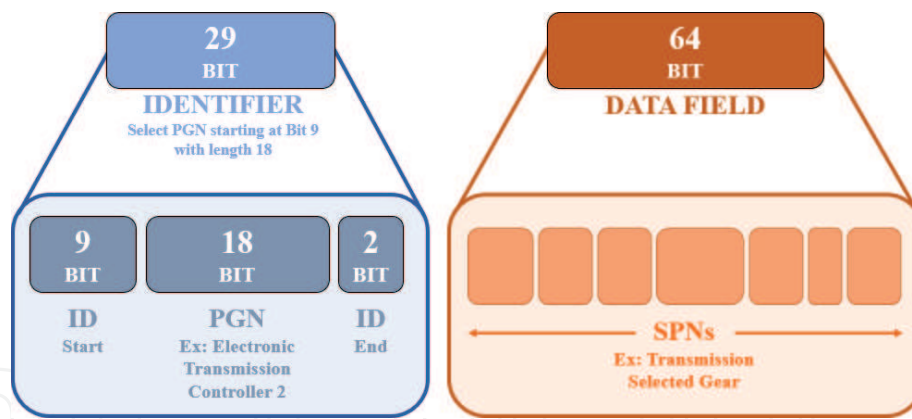 29
BIT
IDENTIFIER
Select PGN starting at Bit 9
with length 18
9
BIT
18
BIT
2
BIT
ID
Start
PGN
Ex: Electronic
Transmission
Controller 2
ID
End
64
BIT
DATA FIELD
SPNs
Ex: Transmission
Selected Gear